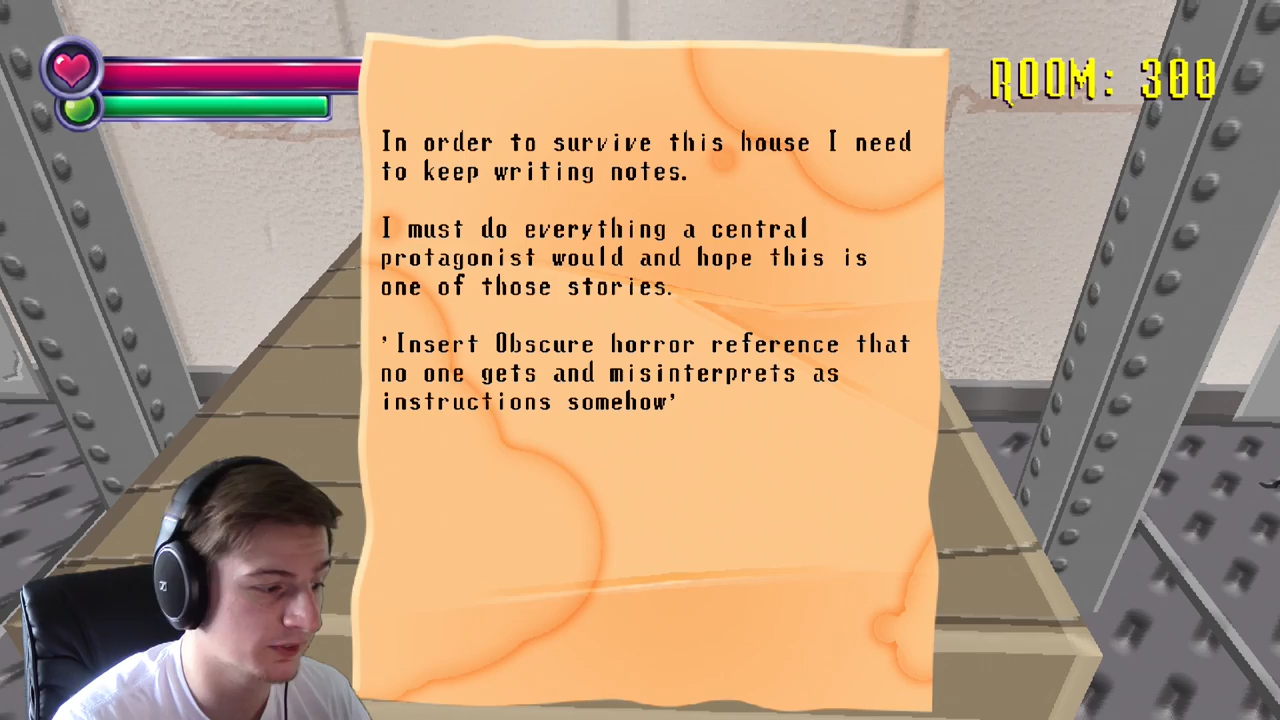 ROOM: 300
In order to survive this house I need
to keep writing notes.
I must do everything a central
protagonist would and hope this is
one of those stories.
'Insert Obscure horror reference that
no one gets and misinterprets as
instructions somehow'